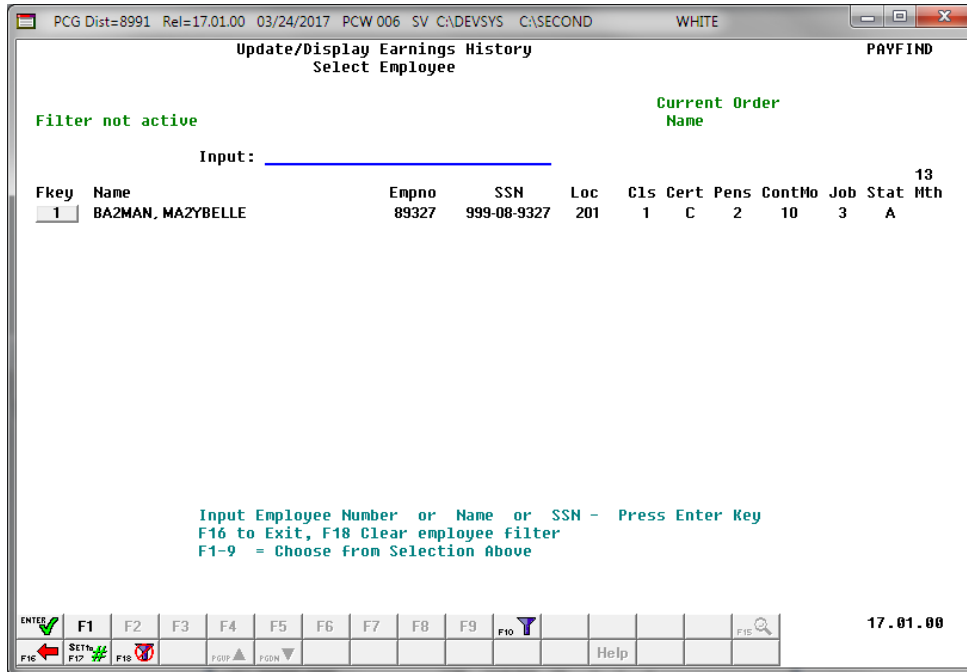 PCG Dist=8991 Rel=17.01.00 03/24/2017 PCW 006 SV C:\DEVSYS C:\SECOND WHITE
Update/Display Earnings History PAYFIND
Select Employee
Current Order
Filter not active Name
Input:
13
Fkey Name Empno SSN Loc Cls Cert Pens ContMo Job Stat Mth
1 BA2MAN, MA2YBELLE 89327 999-08-9327 201 1 C 2 10 3 A
Input Employee Number or Name or SSN - Press Enter Key
F16 to Exit, F18 Clear employee filter
F1-9 = Choose from Selection Above
ENTER F1 F2 F3 F4 F5 F6 F7 F8 F9 F10 F15 17.01.00
F16 SETTn F17 F18 PGUP PGDN Help